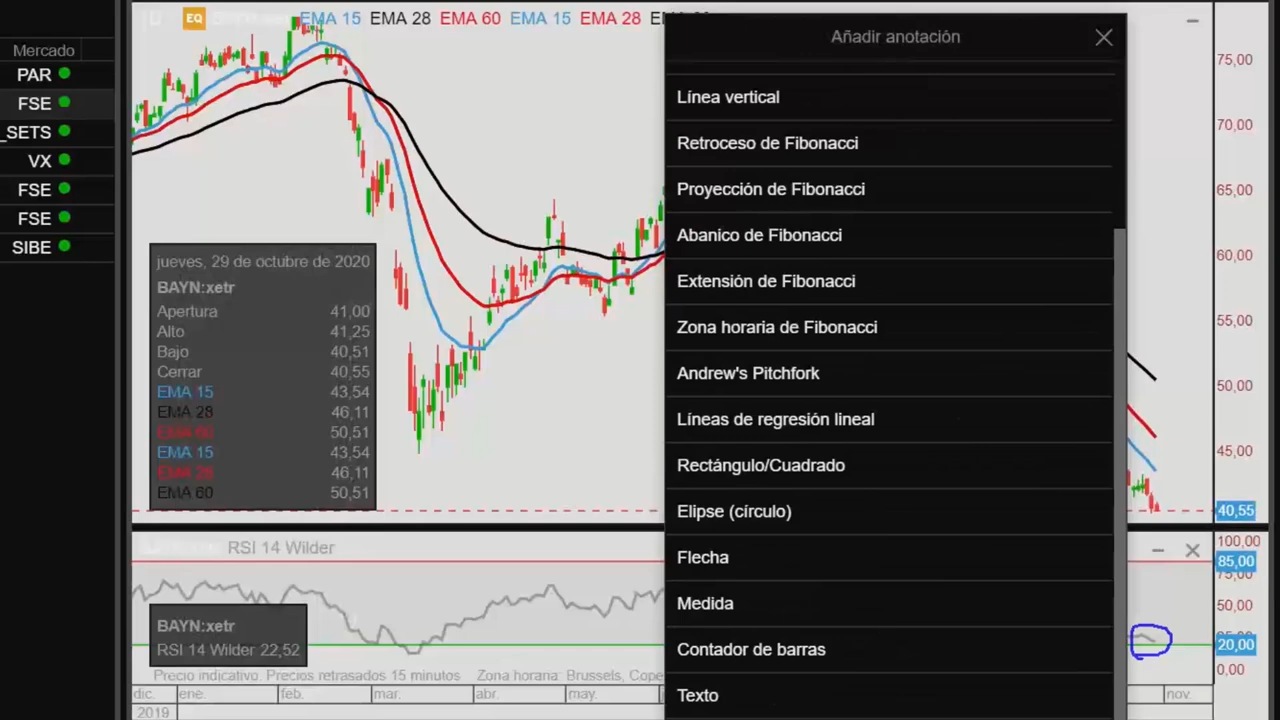 EQ
EMA 15 EMA 28 EMA 60 EMA 15 EMA 28
Mercado
PAR
FSE
_SETS
VX
FSE
FSE
SIBE
jueves, 29 de octubre de 2020
BAYN:xetr
Apertura 41,00
Alto 41,25
Bajo 40,51
Cerrar 40,55
EMA 15 43,54
EMA 28 46,11
EMA 60 50,51
EMA 15 43,54
EMA 28 46,11
EMA 60 50,51
Añadir anotación
Línea vertical
Retroceso de Fibonacci
Proyección de Fibonacci
Abanico de Fibonacci
Extensión de Fibonacci
Zona horaria de Fibonacci
Andrew's Pitchfork
Líneas de regresión lineal
Rectángulo/Cuadrado
Elipse (círculo)
Flecha
Medida
Contador de barras
Texto
75,00
70,00
65,00
60,00
55,00
50,00
45,00
40,55
RSI 14 Wilder
BAYN:xetr
RSI 14 Wilder 22,52
100,00
85,00
75,00
50,00
20,00
0,00
Precio indicativo. Precios retrasados 15 minutos Zona horaria: Brussels, Cope
dic. ene. feb. mar. abr. may. nov.
2019